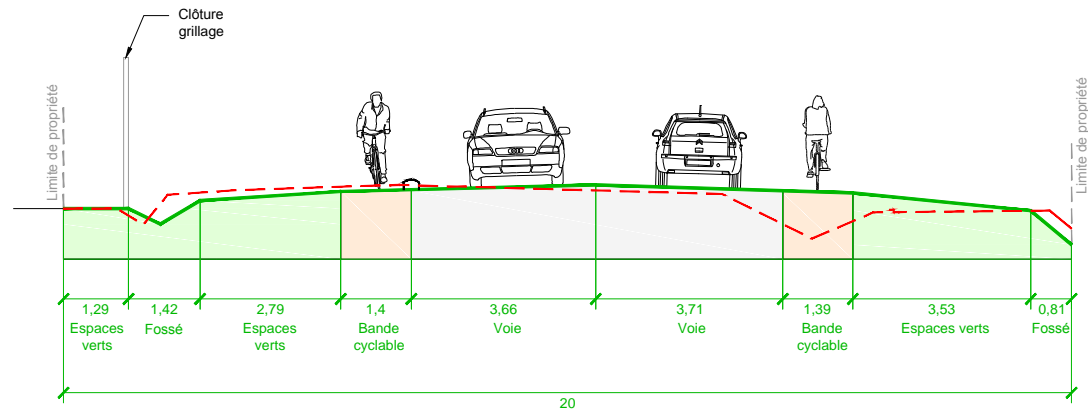 Clôture
grillage
Limite de propriété
Limite de propriété
1,29
1,42
2,79
1,4
3,66
3,71
1,39
3,53
0,81
Espaces
verts
Fossé
Espaces
verts
Bande
cyclable
Voie
Voie
Bande
cyclable
Espaces verts
Fossé
20